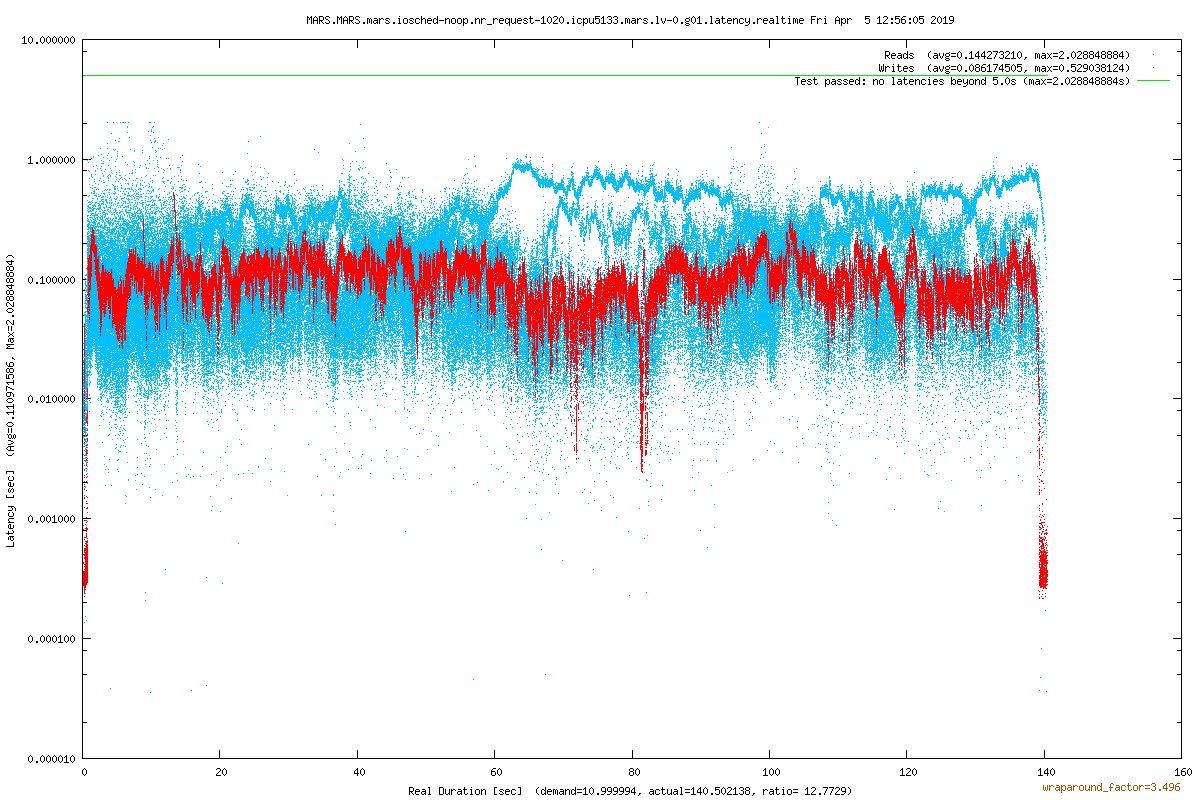 MARS.MARS.mars.iosched-noop.nr_request-1020.icpu5133.mars.lv-0.g01.latency.realtime Fri Apr  5 12:56:05 2019
10.000000
Reads  (avg=0.144273210, max=2.028848884)
Writes  (avg=0.086174505, max=0.529038124)
Test passed: no latencies beyond 5.0s (max=2.028848884s)
1.000000
0.100000
0.010000
0.001000
0.000100
0.000010
Latency [sec]  (Avg=0.110971586, Max=2.028848884)
0 20 40 60 80 100 120 140 160
Real Duration [sec]  (demand=10.999994, actual=140.502138, ratio= 12.7729)
wraparound_factor=3.496